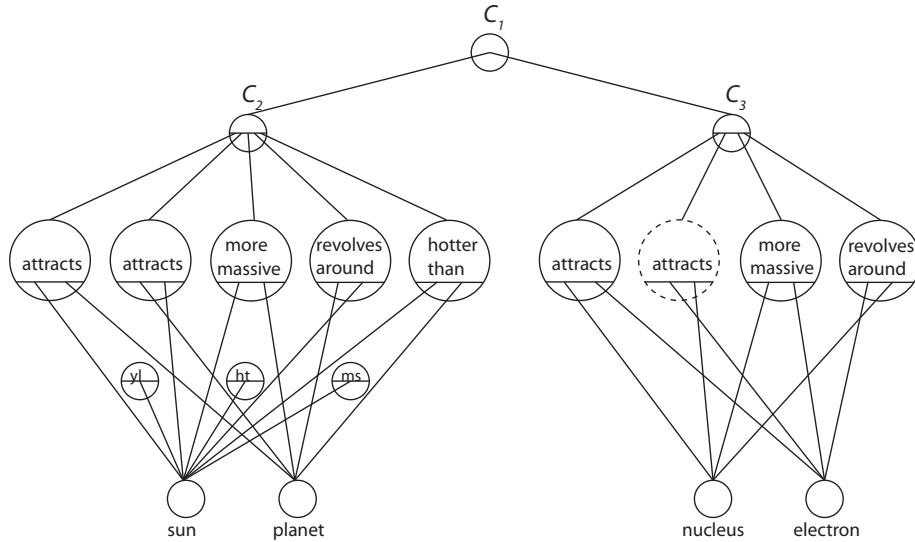 C1
C2
C3
attracts
attracts
more
massive
revolves
around
hotter
than
attracts
attracts
more
massive
revolves
around
yl
ht
ms
sun
planet
nucleus
electron